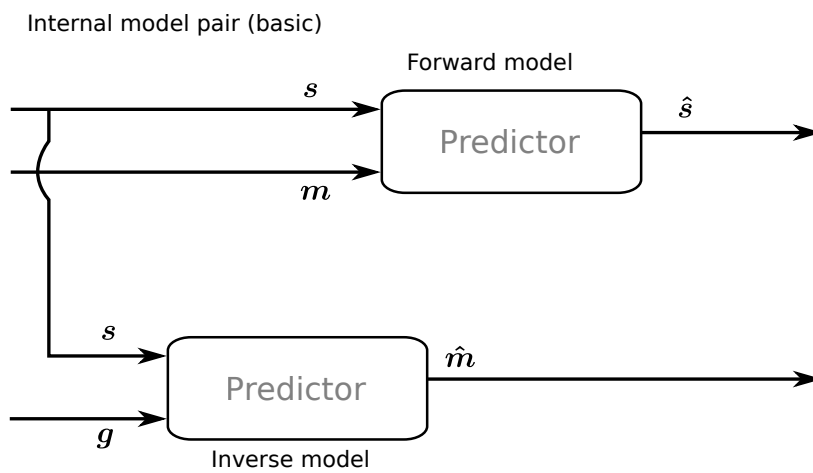 Internal model pair (basic)
Forward model
s
Predictor
ŝ
m
s
Predictor
m̂
g
Inverse model